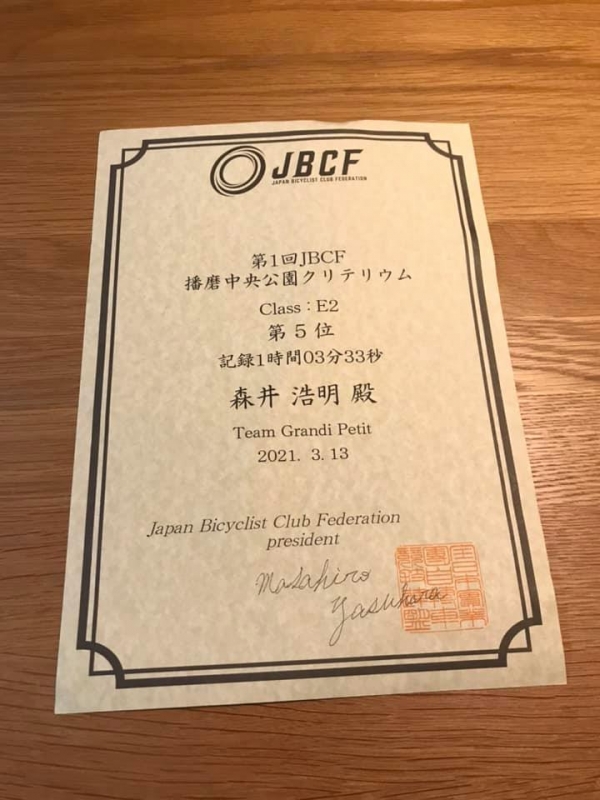 JBCF
JAPAN BICYCLIST CLUB FEDERATION
第1回JBCF
播磨中央公園クリテリウム
Class：E2
第 5 位
記録1時間03分33秒
森井 浩明 殿
Team Grandi Petit
2021. 3. 13
Japan Bicyclist Club Federation
president
Masahiro
Yasuhara